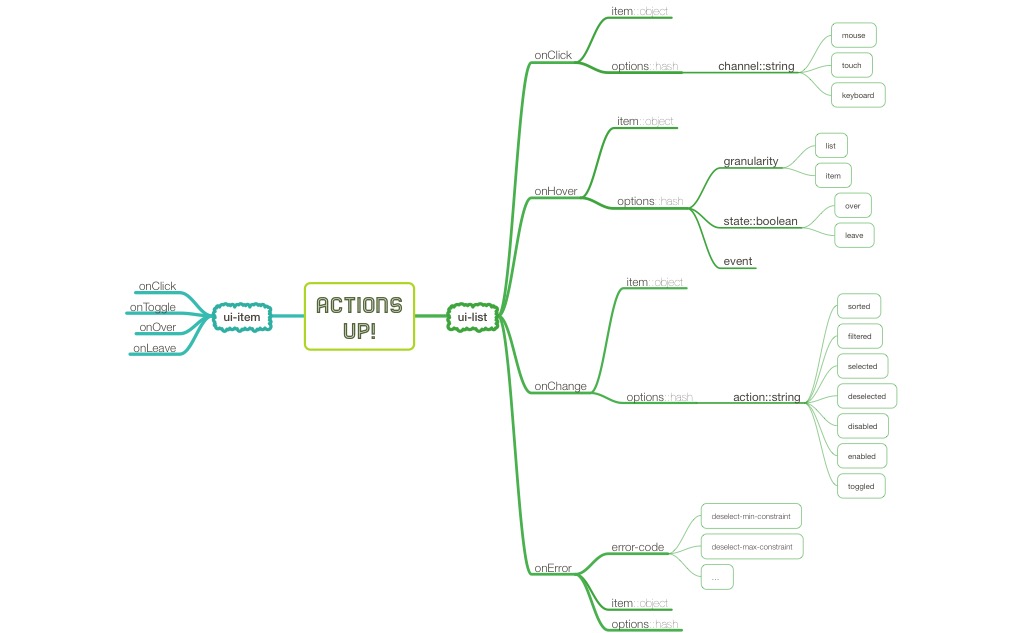 ACTIONS
UP!
ui-item
onClick
onToggle
onOver
onLeave
ui-list
onClick
item::object
options::hash
channel::string
mouse
touch
keyboard
onHover
item::object
options::hash
granularity
list
item
state::boolean
over
leave
event
onChange
item::object
options::hash
action::string
sorted
filtered
selected
deselected
disabled
enabled
toggled
onError
error-code
deselect-min-constraint
deselect-max-constraint
...
item::object
options::hash